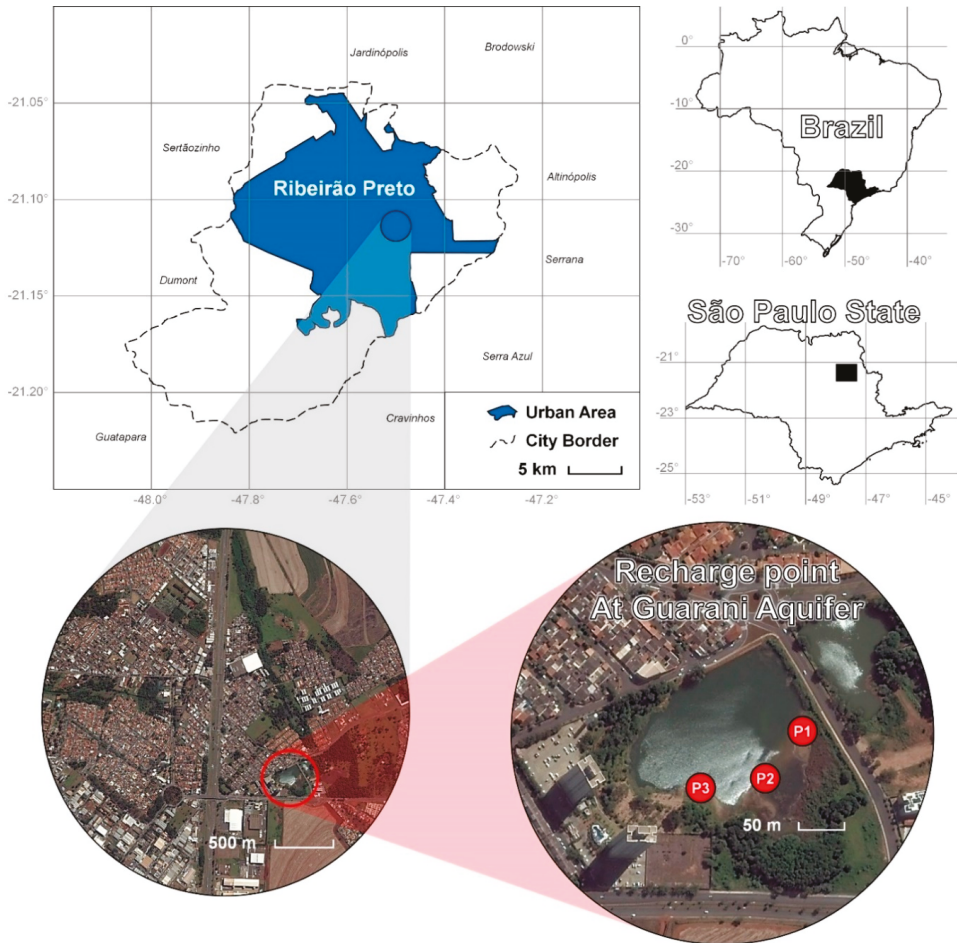 Jardinópolis
Brodowski
-21.05°
Sertãozinho
Ribeirão Preto
Altinópolis
-21.10°
Serrana
Dumont
-21.15°
Serra Azul
-21.20°
Cravinhos
Guatapara
Urban Area
City Border
5 km
-48.0°
-47.8°
-47.6°
-47.4°
-47.2°
0°
-10°
Brazil
-20°
-30°
-70°
-60°
-50°
-40°
São Paulo State
-21°
-23°
-25°
-53°
-51°
-49°
-47°
-45°
500 m
Recharge point
At Guarani Aquifer
P1
P2
P3
50 m